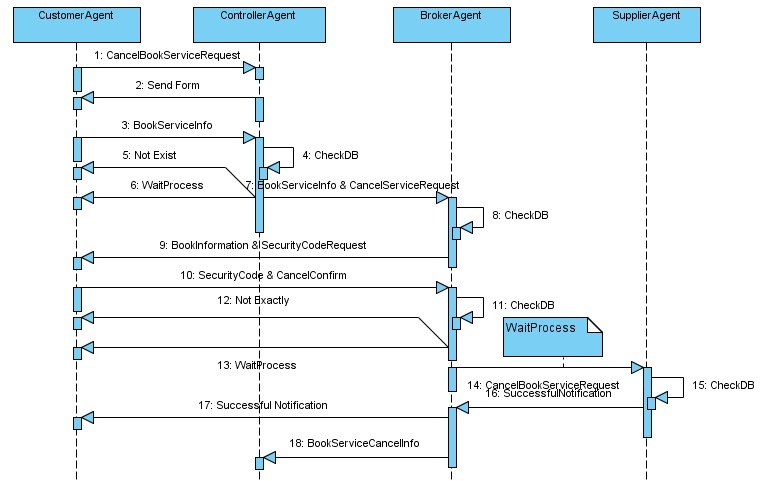 CustomerAgent
ControllerAgent
BrokerAgent
SupplierAgent
1: CancelBookServiceRequest
2: Send Form
3: BookServiceInfo
4: CheckDB
5: Not Exist
6: WaitProcess
7: BookServiceInfo & CancelServiceRequest
8: CheckDB
9: BookInformation & SecurityCodeRequest
10: SecurityCode & CancelConfirm
11: CheckDB
12: Not Exactly
WaitProcess
13: WaitProcess
14: CancelBookServiceRequest
15: CheckDB
16: SuccessfulNotification
17: Successful Notification
18: BookServiceCancelInfo